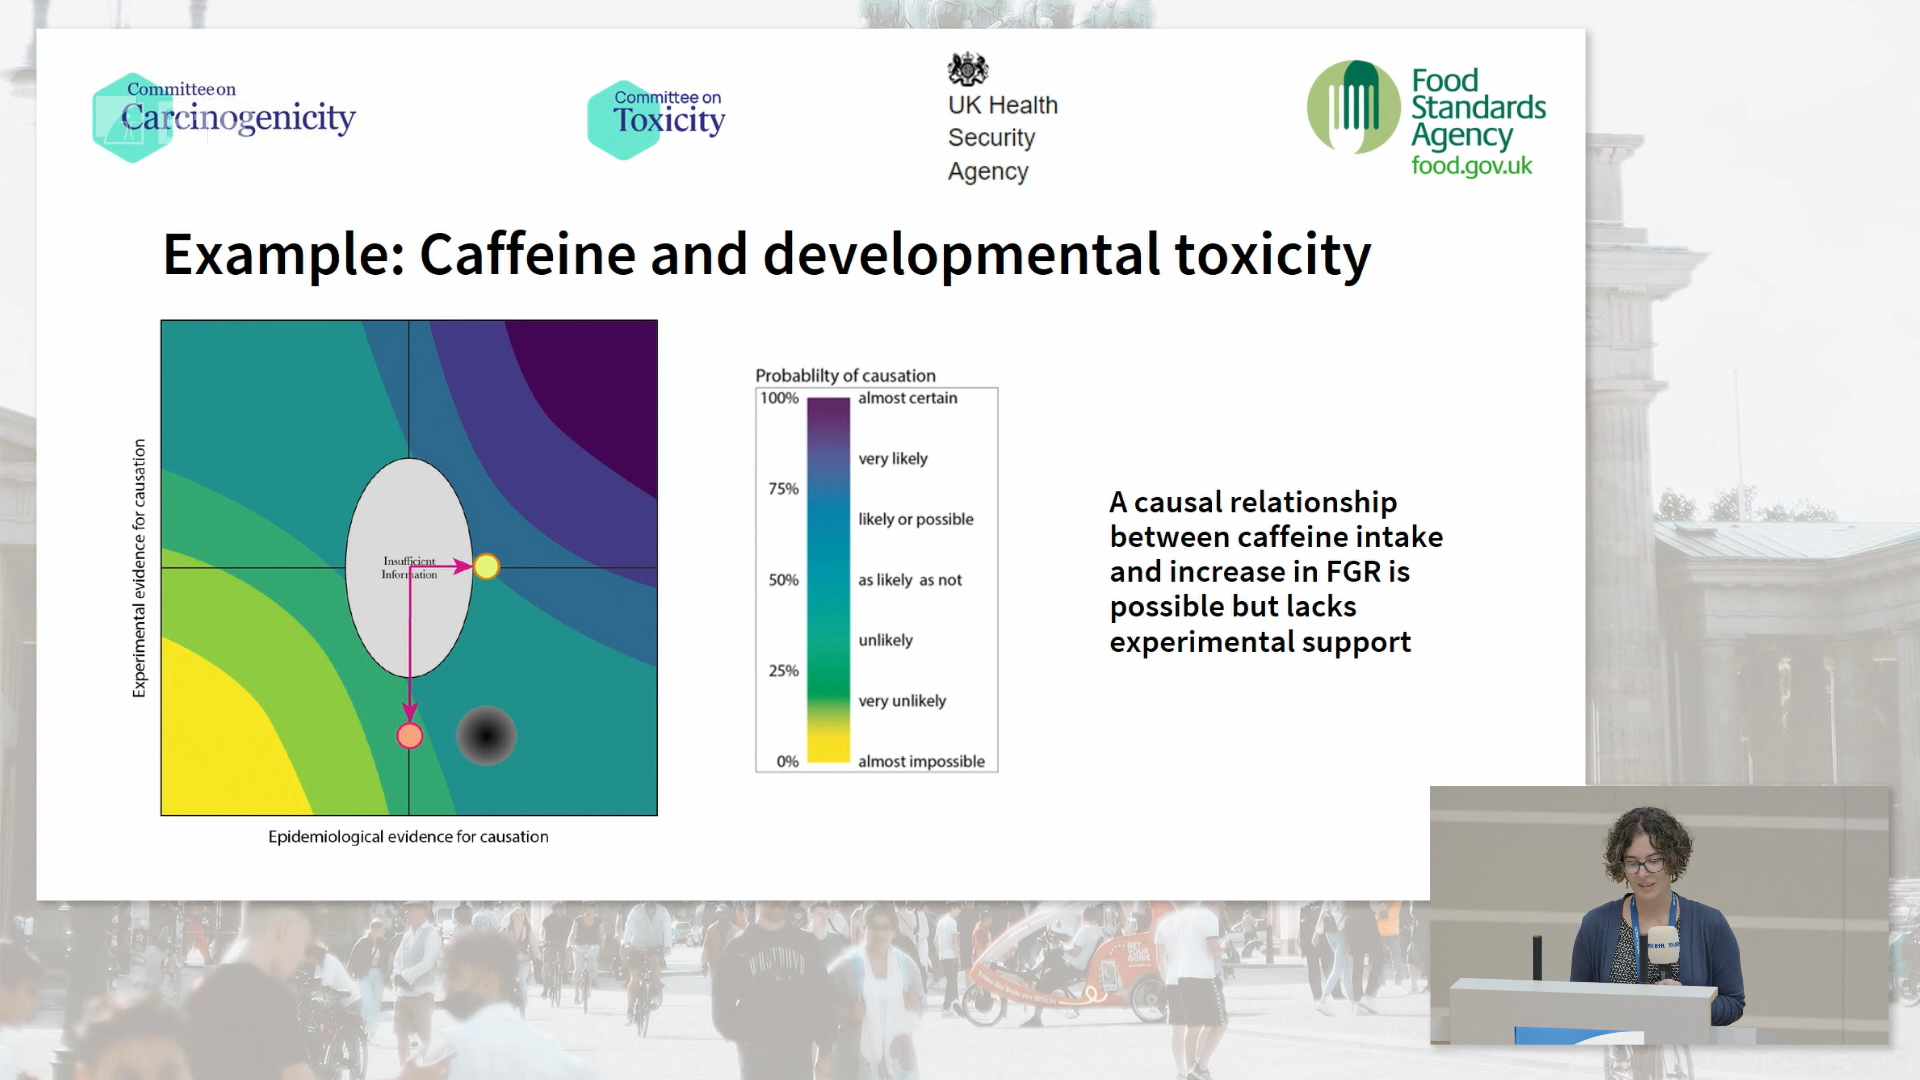 Committee on
Carcinogenicity
Committee on
Toxicity
UK Health
Security
Agency
Food
Standards
Agency
food.gov.uk
Example: Caffeine and developmental toxicity
Experimental evidence for causation
Insufficient
Information
Epidemiological evidence for causation
Probablilty of causation
100% almost certain
very likely
75%
likely or possible
50% as likely as not
unlikely
25%
very unlikely
0% almost impossible
A causal relationship
between caffeine intake
and increase in FGR is
possible but lacks
experimental support
GET
YOUR
GUIDE